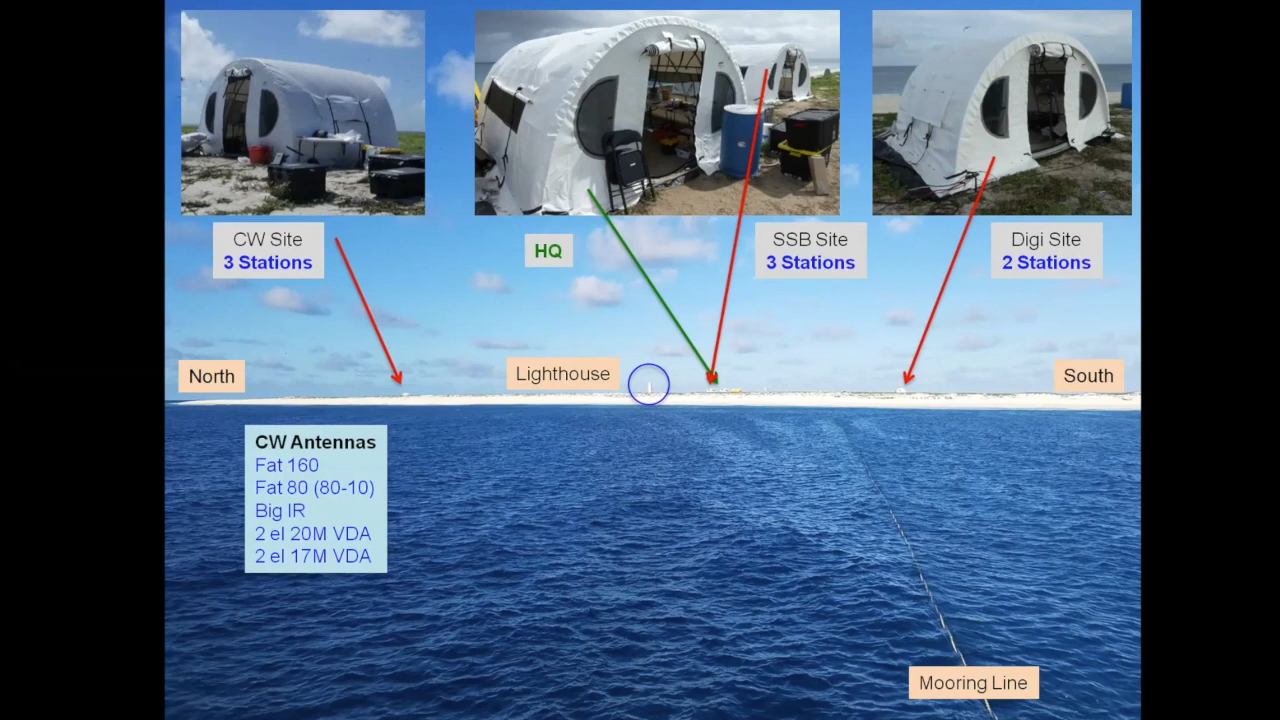 CW Site
3 Stations
HQ
SSB Site
3 Stations
Digi Site
2 Stations
North
Lighthouse
South
CW Antennas
Fat 160
Fat 80 (80-10)
Big IR
2 el 20M VDA
2 el 17M VDA
Mooring Line